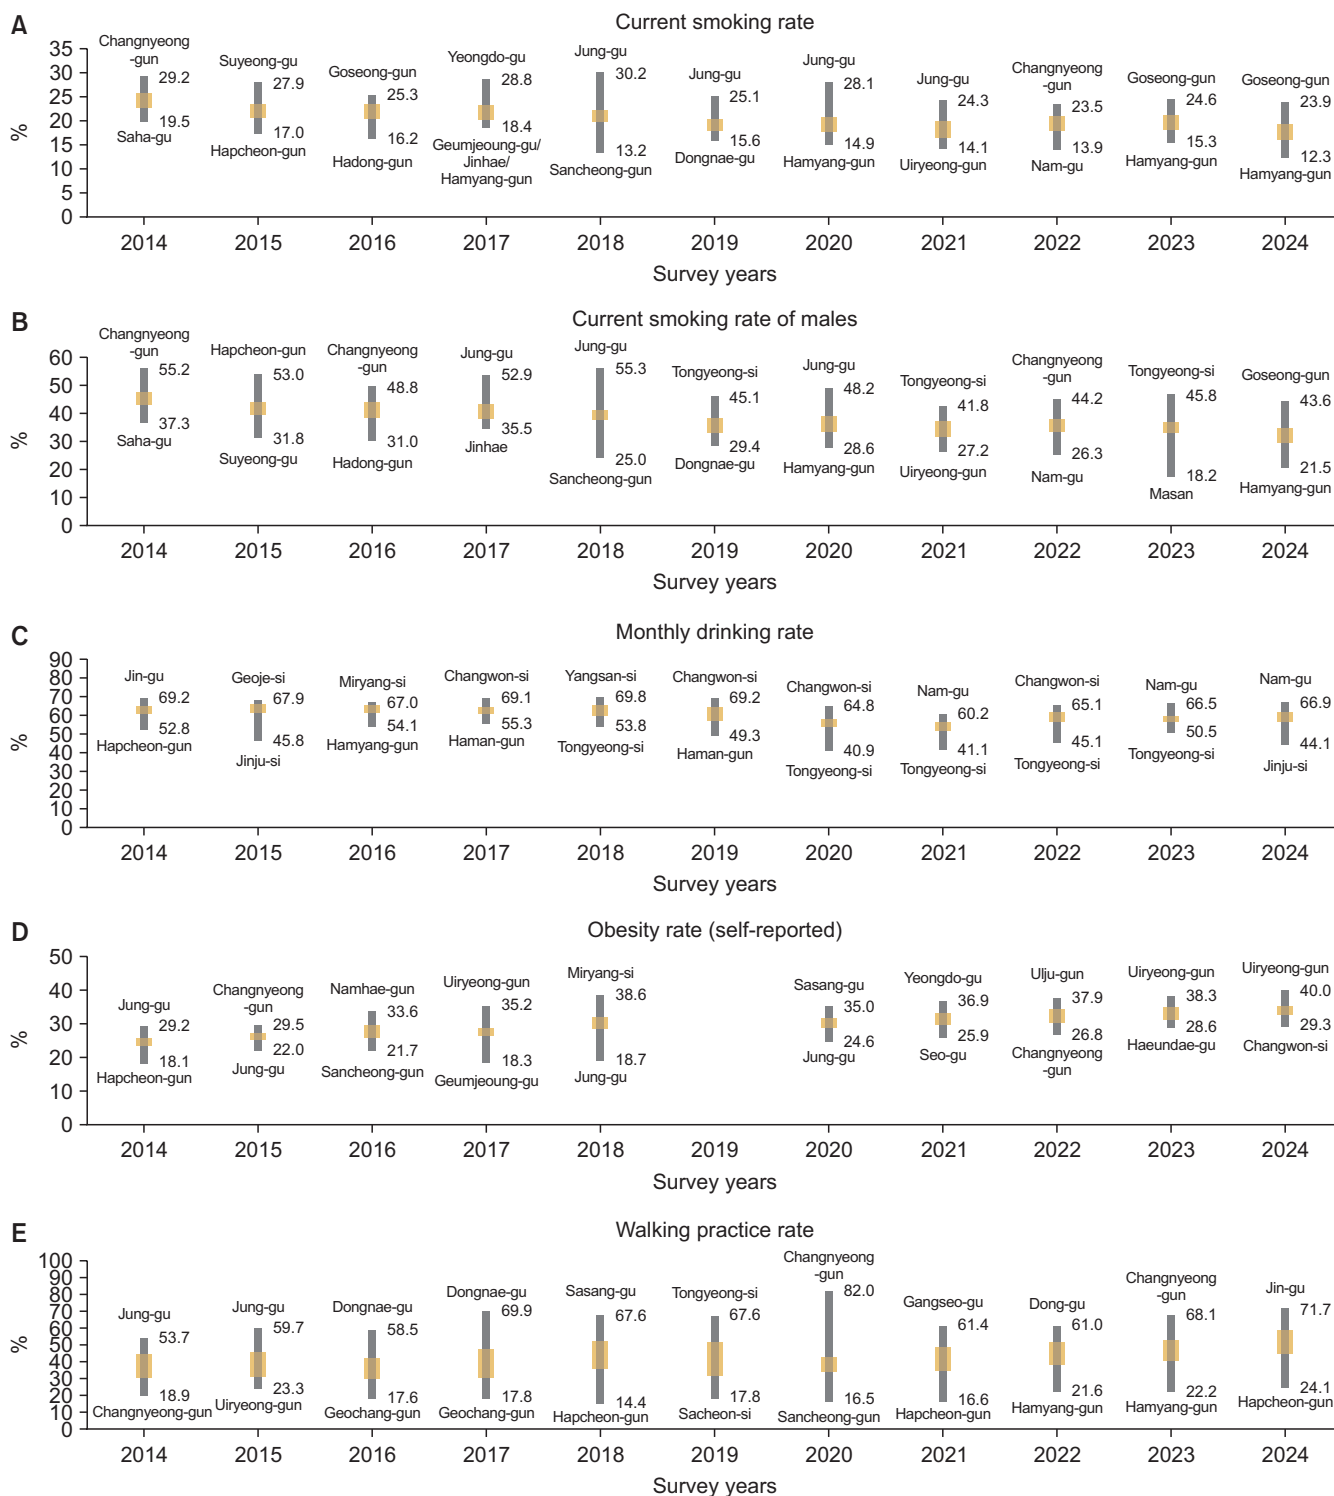 A
Current smoking rate
%
35
30
25
20
15
10
5
0
Changnyeong
-gun
29.2
19.5
Saha-gu
Suyeong-gu
27.9
17.0
Hapcheon-gun
Goseong-gun
25.3
16.2
Hadong-gun
Yeongdo-gu
28.8
18.4
Geumjeoung-gu/
Jinhae/
Hamyang-gun
Jung-gu
30.2
13.2
Sancheong-gun
Jung-gu
25.1
15.6
Dongnae-gu
Jung-gu
28.1
14.9
Hamyang-gun
Jung-gu
24.3
14.1
Uiryeong-gun
Changnyeong
-gun
23.5
13.9
Nam-gu
Goseong-gun
24.6
15.3
Hamyang-gun
Goseong-gun
23.9
12.3
Hamyang-gun
2014 2015 2016 2017 2018 2019 2020 2021 2022 2023 2024
Survey years
B
Current smoking rate of males
%
60
50
40
30
20
10
0
Changnyeong
-gun
55.2
37.3
Saha-gu
Hapcheon-gun
53.0
31.8
Suyeong-gu
Changnyeong
-gun
48.8
31.0
Hadong-gun
Jung-gu
52.9
35.5
Jinhae
Jung-gu
55.3
25.0
Sancheong-gun
Tongyeong-si
45.1
29.4
Dongnae-gu
Jung-gu
48.2
28.6
Hamyang-gun
Tongyeong-si
41.8
27.2
Uiryeong-gun
Changnyeong
-gun
44.2
26.3
Nam-gu
Tongyeong-si
45.8
18.2
Masan
Goseong-gun
43.6
21.5
Hamyang-gun
2014 2015 2016 2017 2018 2019 2020 2021 2022 2023 2024
Survey years
C
Monthly drinking rate
%
90
80
70
60
50
40
30
20
10
0
Jin-gu
69.2
52.8
Hapcheon-gun
Geoje-si
67.9
45.8
Jinju-si
Miryang-si
67.0
54.1
Hamyang-gun
Changwon-si
69.1
55.3
Haman-gun
Yangsan-si
69.8
53.8
Tongyeong-si
Changwon-si
69.2
49.3
Haman-gun
Changwon-si
64.8
40.9
Tongyeong-si
Nam-gu
60.2
41.1
Tongyeong-si
Changwon-si
65.1
45.1
Tongyeong-si
Nam-gu
66.5
50.5
Tongyeong-si
Nam-gu
66.9
44.1
Jinju-si
2014 2015 2016 2017 2018 2019 2020 2021 2022 2023 2024
Survey years
D
Obesity rate (self-reported)
%
50
40
30
20
10
0
Jung-gu
29.2
18.1
Hapcheon-gun
Changnyeong
-gun
29.5
22.0
Jung-gu
Namhae-gun
33.6
21.7
Sancheong-gun
Uiryeong-gun
35.2
18.3
Geumjeoung-gu
Miryang-si
38.6
18.7
Jung-gu
Sasang-gu
35.0
24.6
Jung-gu
Yeongdo-gu
36.9
25.9
Seo-gu
Ulju-gun
37.9
26.8
Changnyeong
-gun
Uiryeong-gun
38.3
28.6
Haeundae-gu
Uiryeong-gun
40.0
29.3
Changwon-si
2014 2015 2016 2017 2018 2019 2020 2021 2022 2023 2024
Survey years
E
Walking practice rate
%
100
90
80
70
60
50
40
30
20
10
0
Jung-gu
53.7
18.9
Changnyeong-gun
Jung-gu
59.7
23.3
Uiryeong-gun
Dongnae-gu
58.5
17.6
Geochang-gun
Dongnae-gu
69.9
17.8
Geochang-gun
Sasang-gu
67.6
14.4
Hapcheon-gun
Tongyeong-si
67.6
17.8
Sacheon-si
Changnyeong
-gun
82.0
16.5
Sancheong-gun
Gangseo-gu
61.4
16.6
Hapcheon-gun
Dong-gu
61.0
21.6
Hamyang-gun
Changnyeong
-gun
68.1
22.2
Hamyang-gun
Jin-gu
71.7
24.1
Hapcheon-gun
2014 2015 2016 2017 2018 2019 2020 2021 2022 2023 2024
Survey years